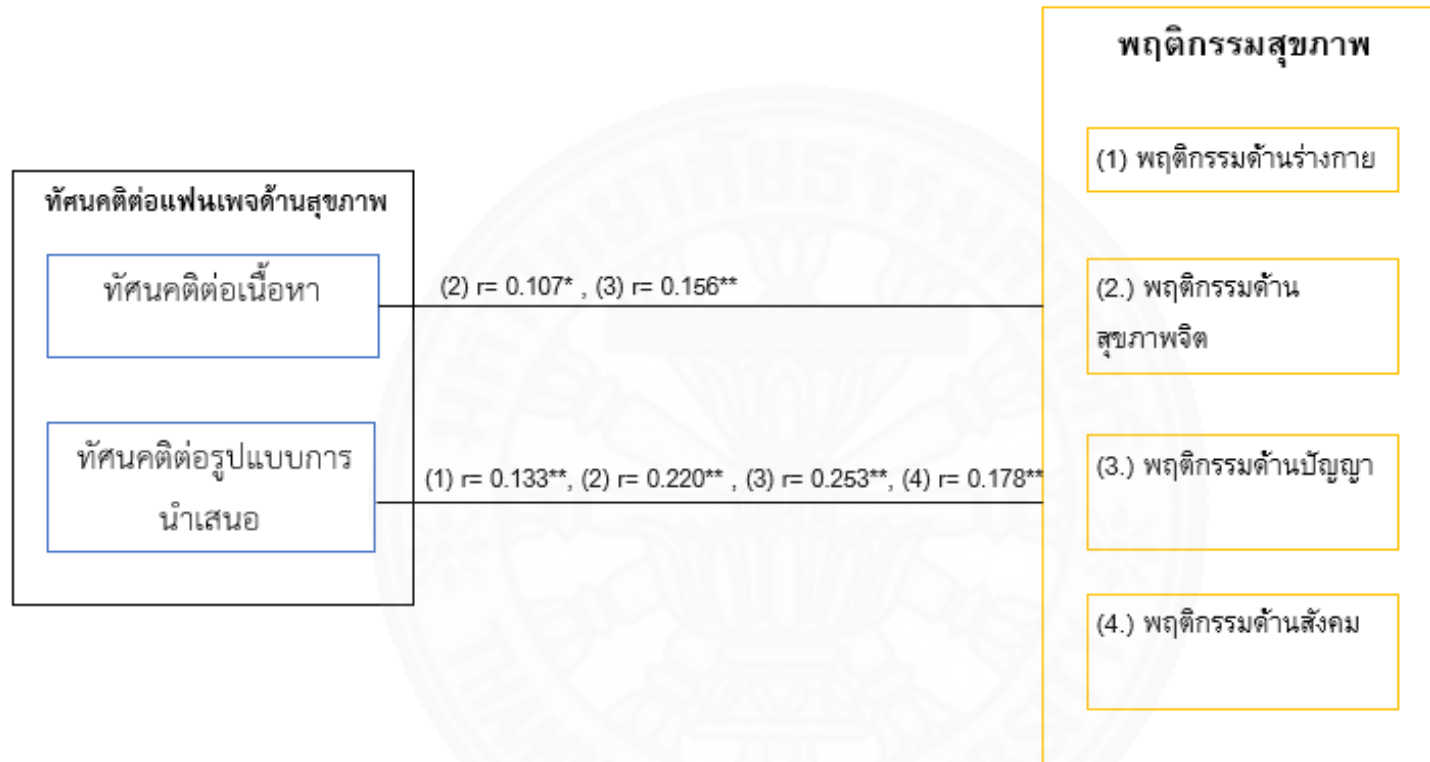 พฤติกรรมสุขภาพ
(1) พฤติกรรมด้านร่างกาย
ทัศนคติต่อแฟนเพจด้านสุขภาพ
ทัศนคติต่อเนื้อหา
(2) r= 0.107* , (3) r= 0.156**
(2.) พฤติกรรมด้าน
สุขภาพจิต
ทัศนคติต่อรูปแบบการ
นำเสนอ
(1) r= 0.133**, (2) r= 0.220** , (3) r= 0.253**, (4) r= 0.178**
(3.) พฤติกรรมด้านปัญญา
(4.) พฤติกรรมด้านสังคม